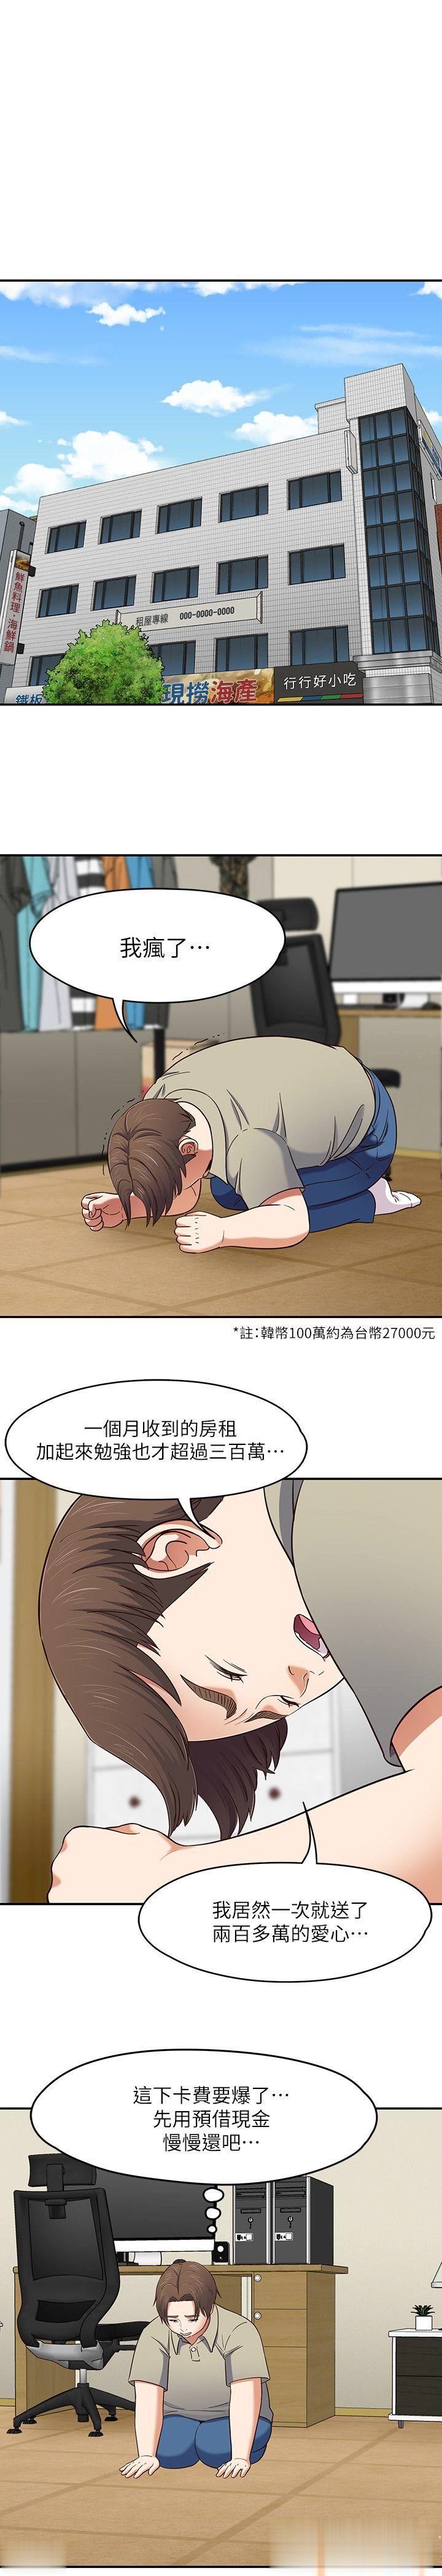 鮮魚料理 海鮮鍋
租屋專線 000-0000-0000
鐵板
現撈海產
行行好小吃
我瘋了…
*註：韓幣100萬約為台幣27000元
一個月收到的房租
加起來勉強也才超過三百萬…
我居然一次就送了
兩百多萬的愛心…
這下卡費要爆了…
先用預借現金
慢慢還吧…